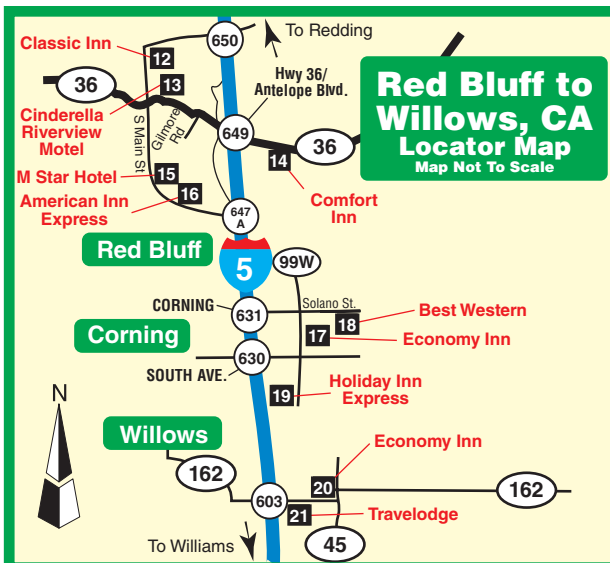 To Redding
Classic Inn
650
12
Hwy 36/
Antelope Blvd.
36
13
Red Bluff to
Willows, CA
Locator Map
Map Not To Scale
Cinderella
Riverview
Motel
S Main St
Gilmore
Rd
649
36
14
M Star Hotel
15
Comfort
Inn
American Inn
Express
16
647
A
Red Bluff
5
99W
CORNING
631
Solano St.
18
Best Western
Corning
17
Economy Inn
630
SOUTH AVE.
19
Holiday Inn
Express
N
Willows
Economy Inn
162
20
162
603
21
Travelodge
To Williams
45